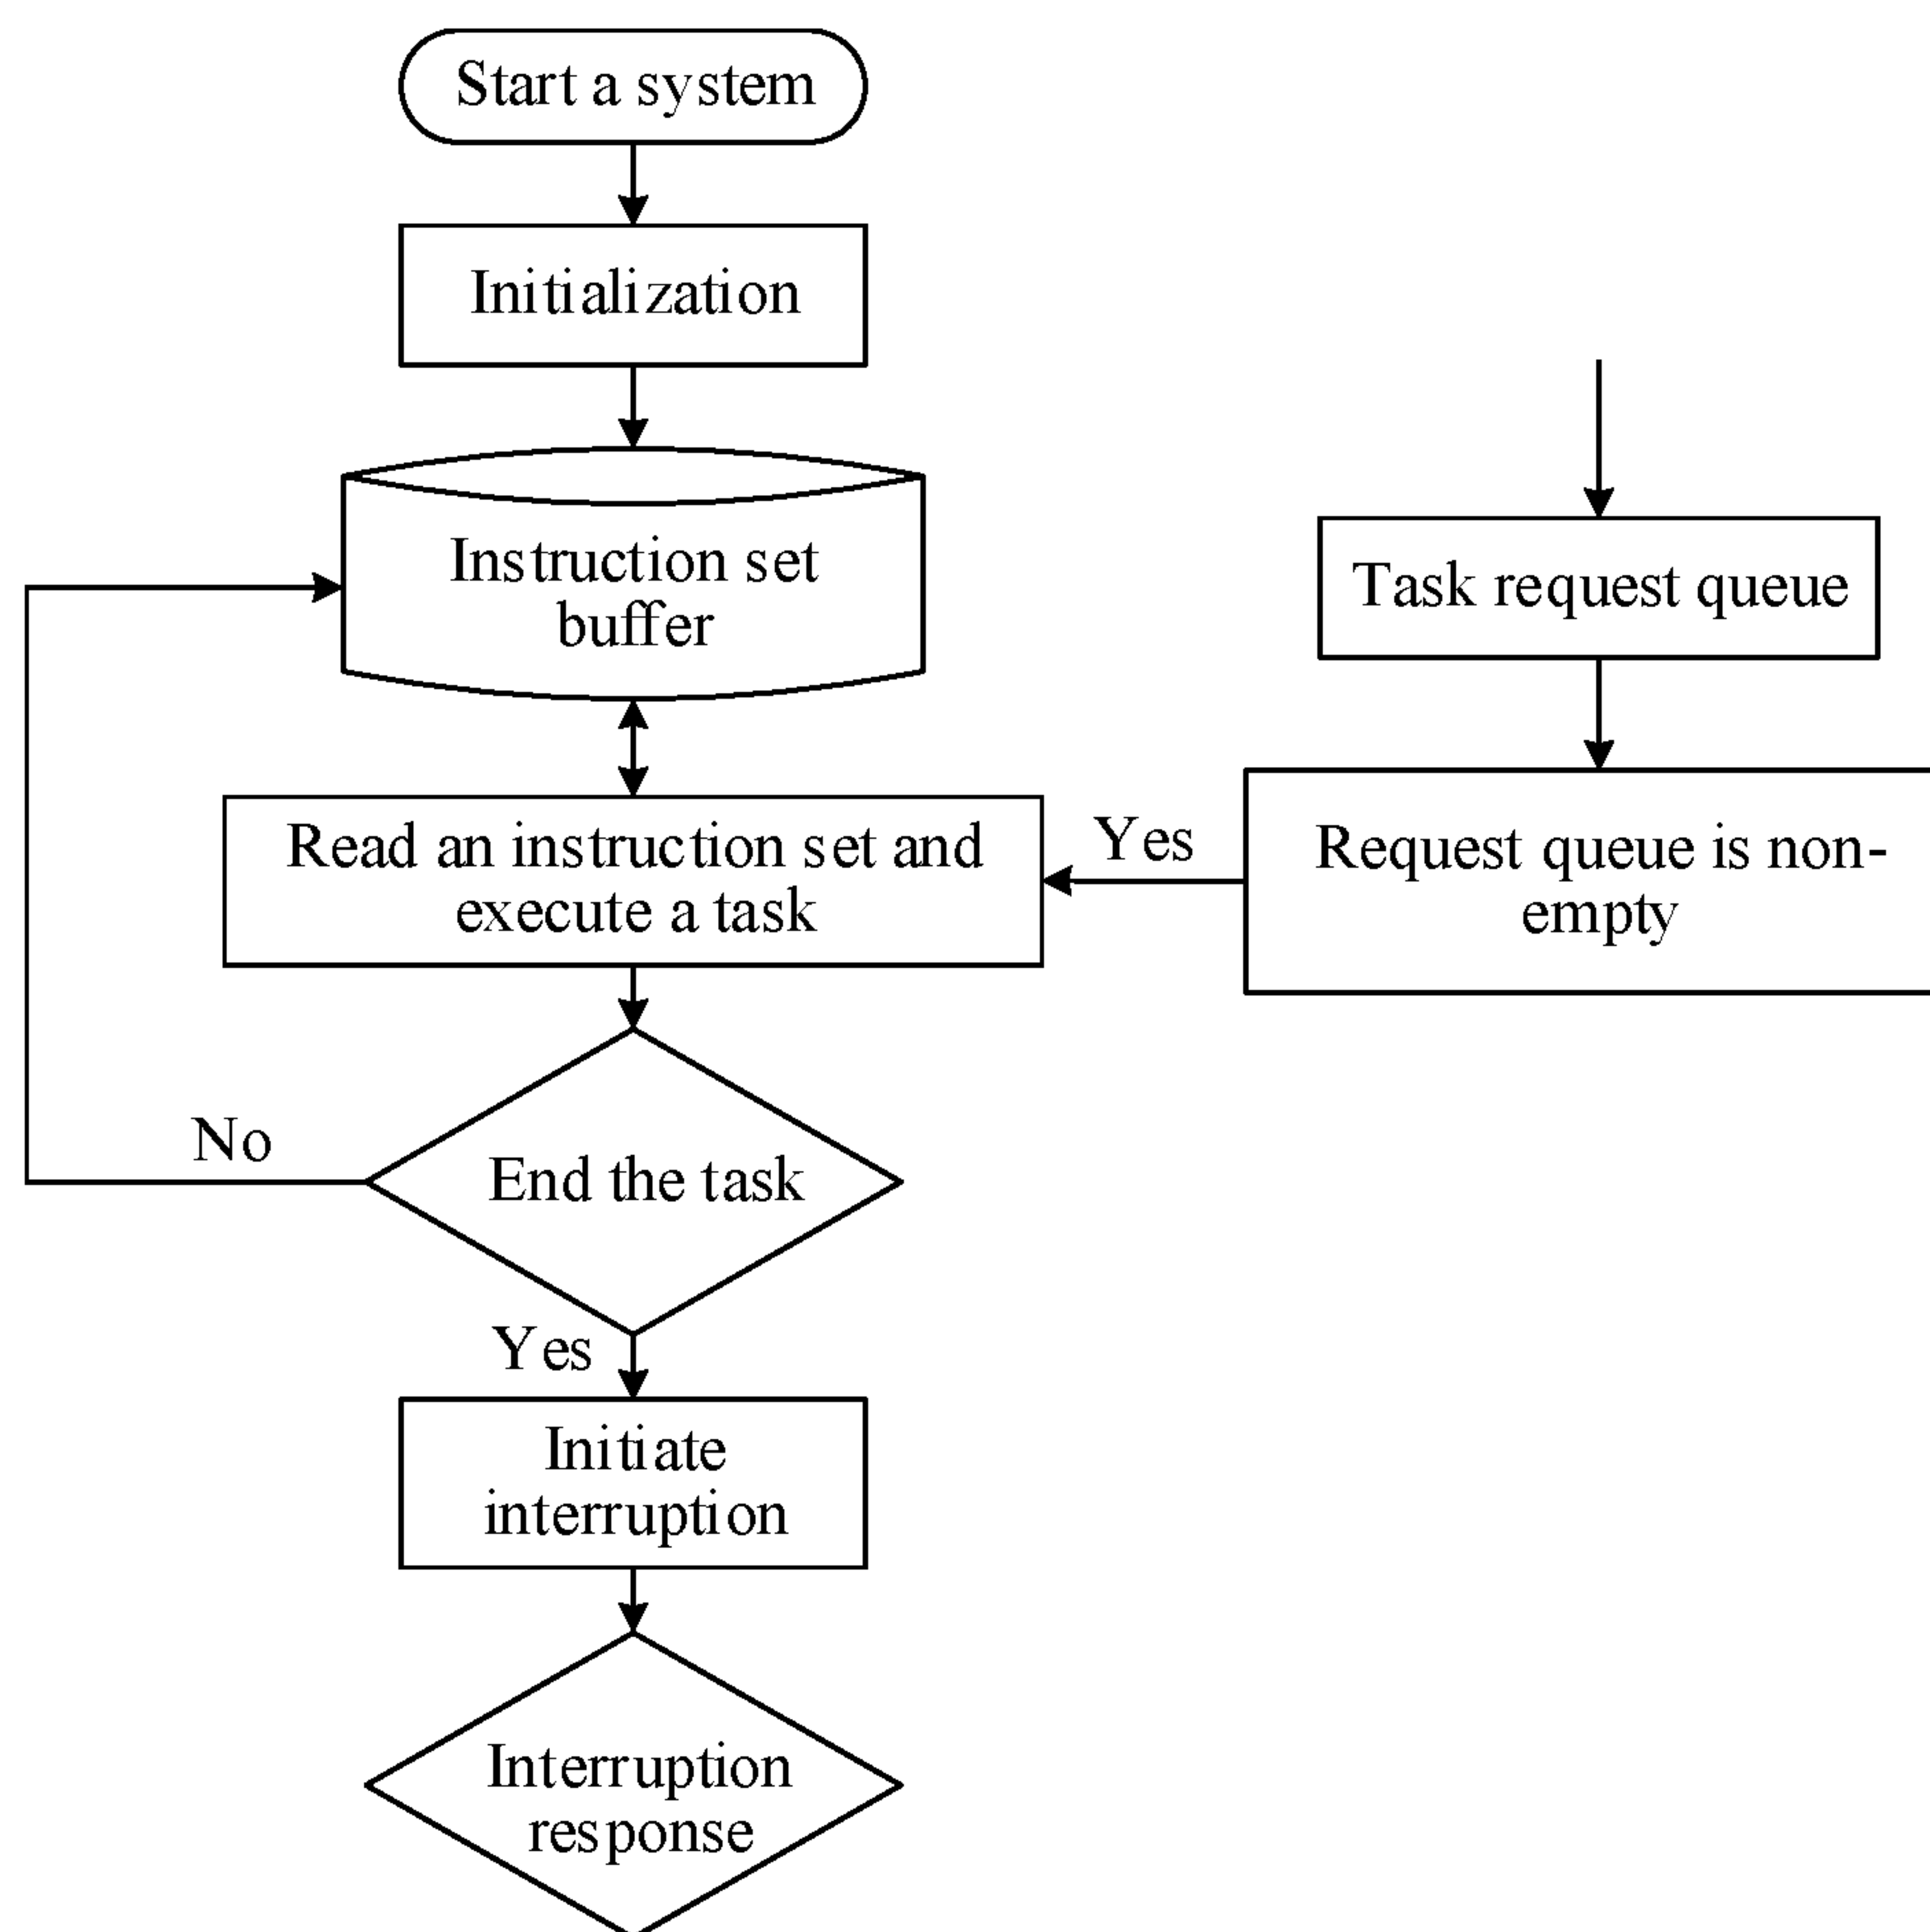 Start a system
Initialization
Instruction set
buffer
Task request queue
Read an instruction set and
execute a task
Yes
Request queue is non-
empty
No
End the task
Yes
Initiate
interruption
Interruption
response